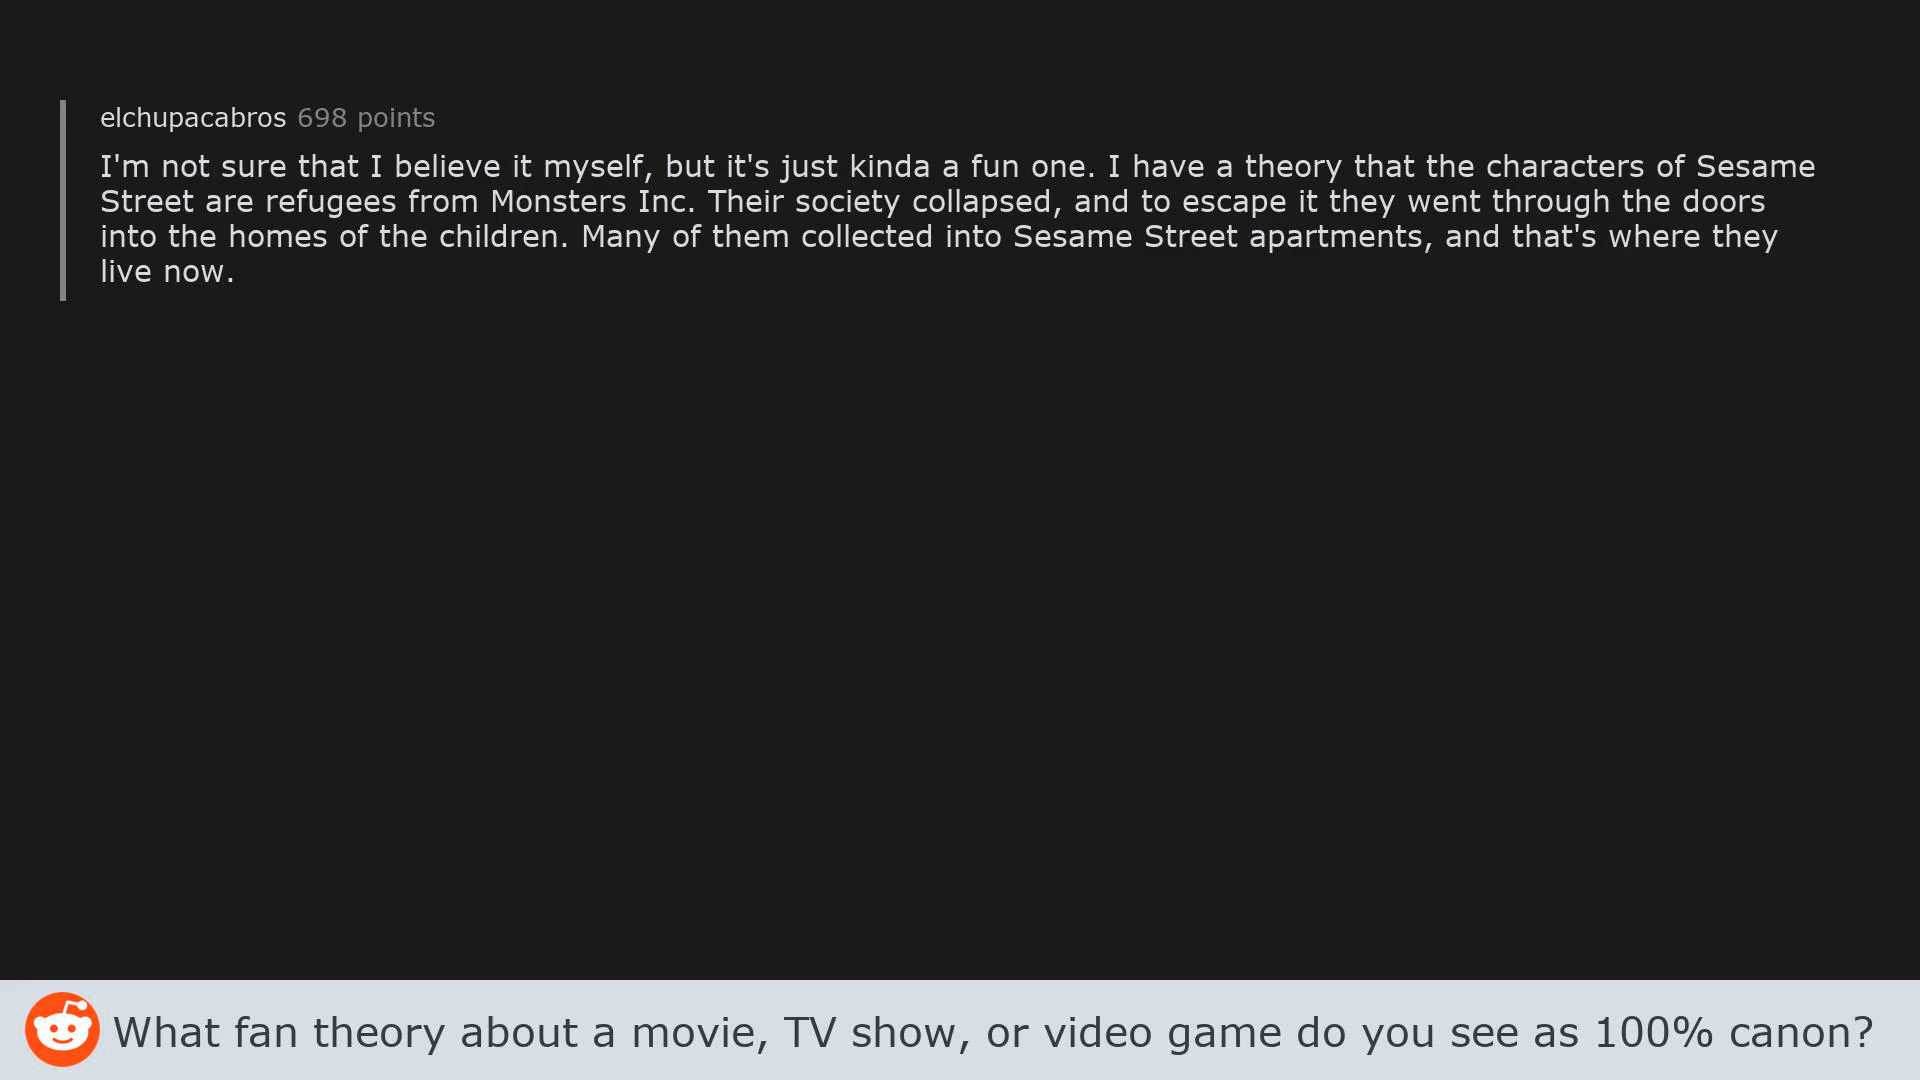 elchupacabros 698 points
I'm not sure that I believe it myself, but it's just kinda a fun one. I have a theory that the characters of Sesame
Street are refugees from Monsters Inc. Their society collapsed, and to escape it they went through the doors
into the homes of the children. Many of them collected into Sesame Street apartments, and that's where they
live now.
What fan theory about a movie, TV show, or video game do you see as 100% canon?